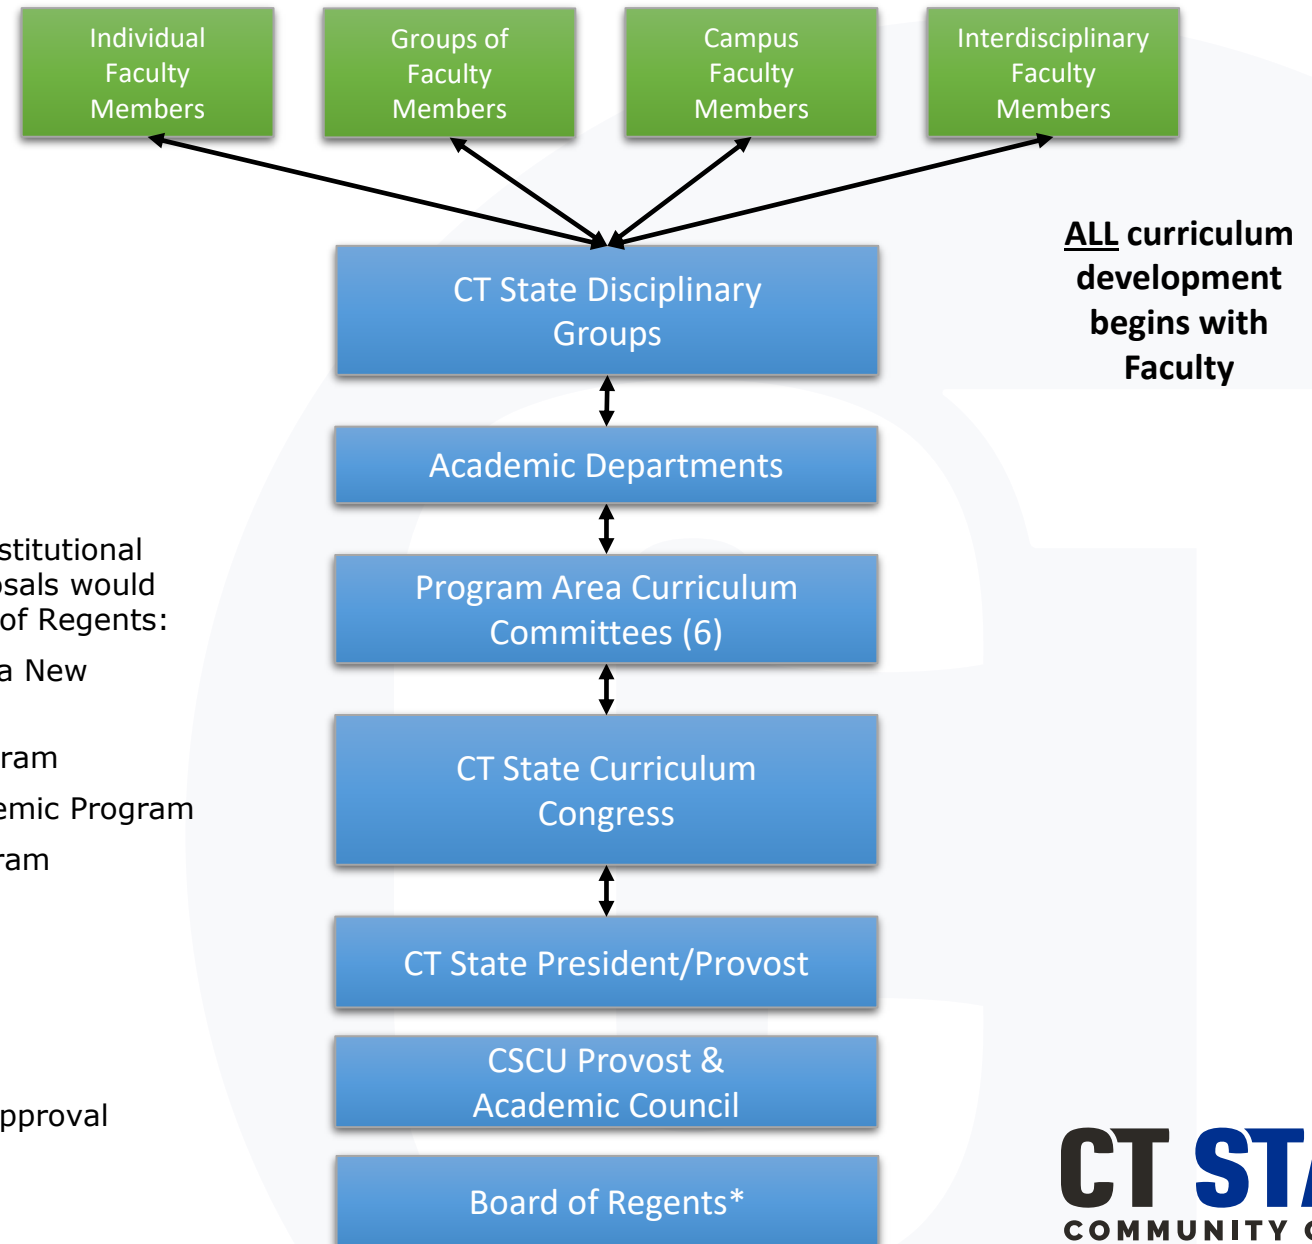 Individual
Faculty
Members
Groups of
Faculty
Members
Campus
Faculty
Members
Interdisciplinary
Faculty
Members
ALL curriculum
development
begins with
Faculty
CT State Disciplinary
Groups
Academic Departments
Program Area Curriculum
Committees (6)
CT State Curriculum
Congress
CT State President/Provost
CSCU Provost &
Academic Council
Board of Regents*
stitutional
osals would
of Regents:
a New
ram
emic Program
ram
pproval
CT STA
COMMUNITY C